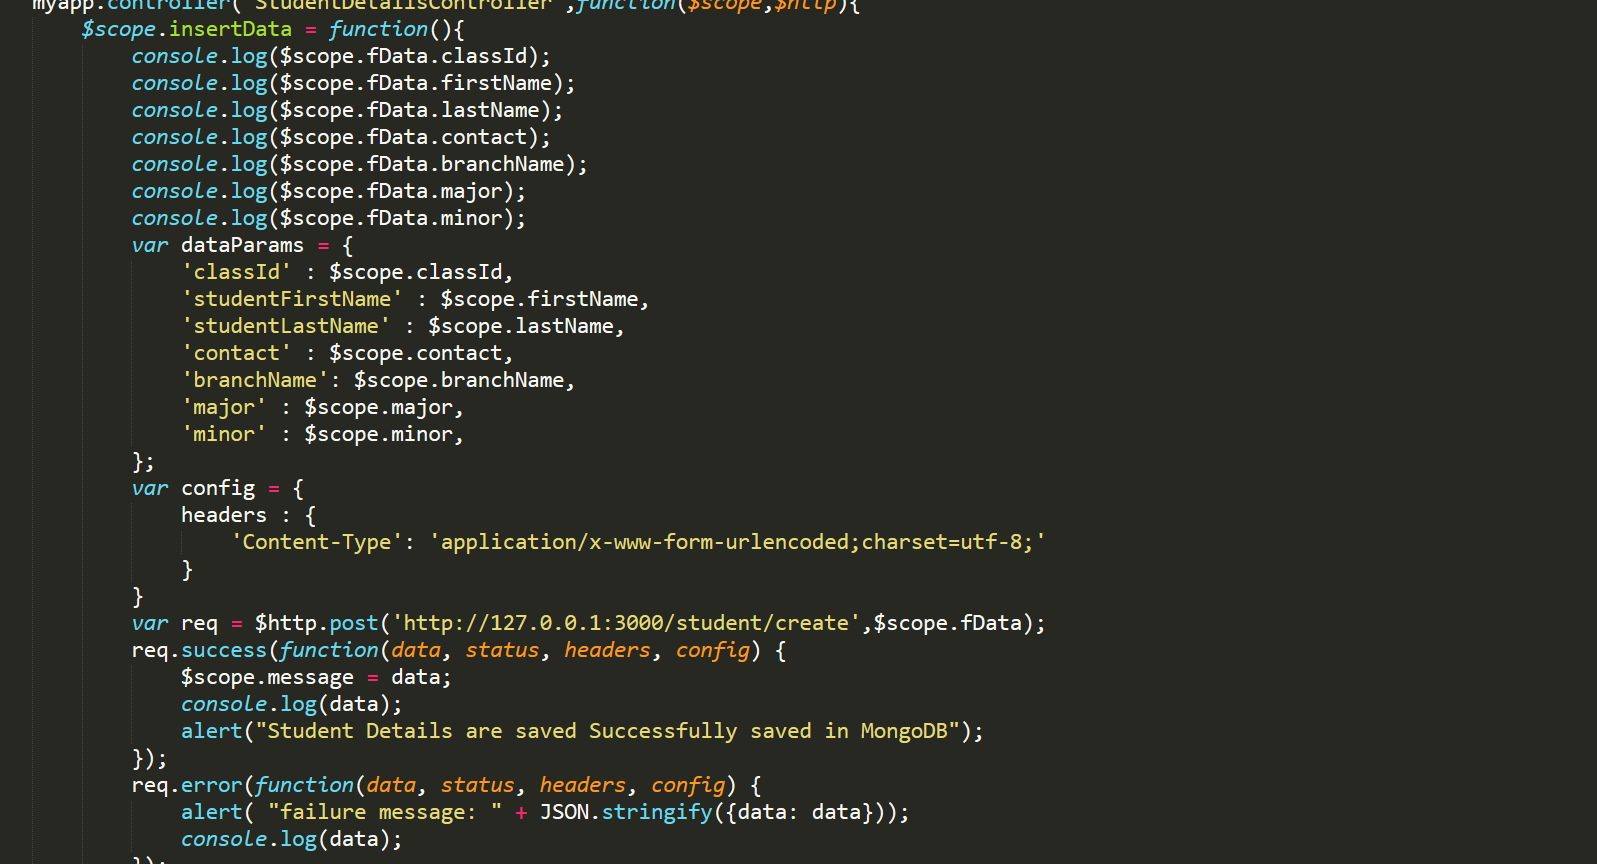 myapp.controller("StudentDetailsController",function($scope,$http){
    $scope.insertData = function(){
        console.log($scope.fData.classId);
        console.log($scope.fData.firstName);
        console.log($scope.fData.lastName);
        console.log($scope.fData.contact);
        console.log($scope.fData.branchName);
        console.log($scope.fData.major);
        console.log($scope.fData.minor);
        var dataParams = {
            'classId' : $scope.classId,
            'studentFirstName' : $scope.firstName,
            'studentLastName' : $scope.lastName,
            'contact' : $scope.contact,
            'branchName': $scope.branchName,
            'major' : $scope.major,
            'minor' : $scope.minor,
        };
        var config = {
            headers : {
                'Content-Type': 'application/x-www-form-urlencoded;charset=utf-8;'
            }
        }
        var req = $http.post('http://127.0.0.1:3000/student/create',$scope.fData);
        req.success(function(data, status, headers, config) {
            $scope.message = data;
            console.log(data);
            alert("Student Details are saved Successfully saved in MongoDB");
        });
        req.error(function(data, status, headers, config) {
            alert( "failure message: " + JSON.stringify({data: data}));
            console.log(data);
        });